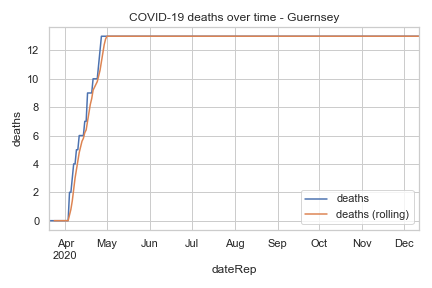 COVID-19 deaths over time - Guernsey
deaths
12
10
8
6
4
2
0
deaths
deaths (rolling)
Apr May Jun Jul Aug Sep Oct Nov Dec
2020
dateRep